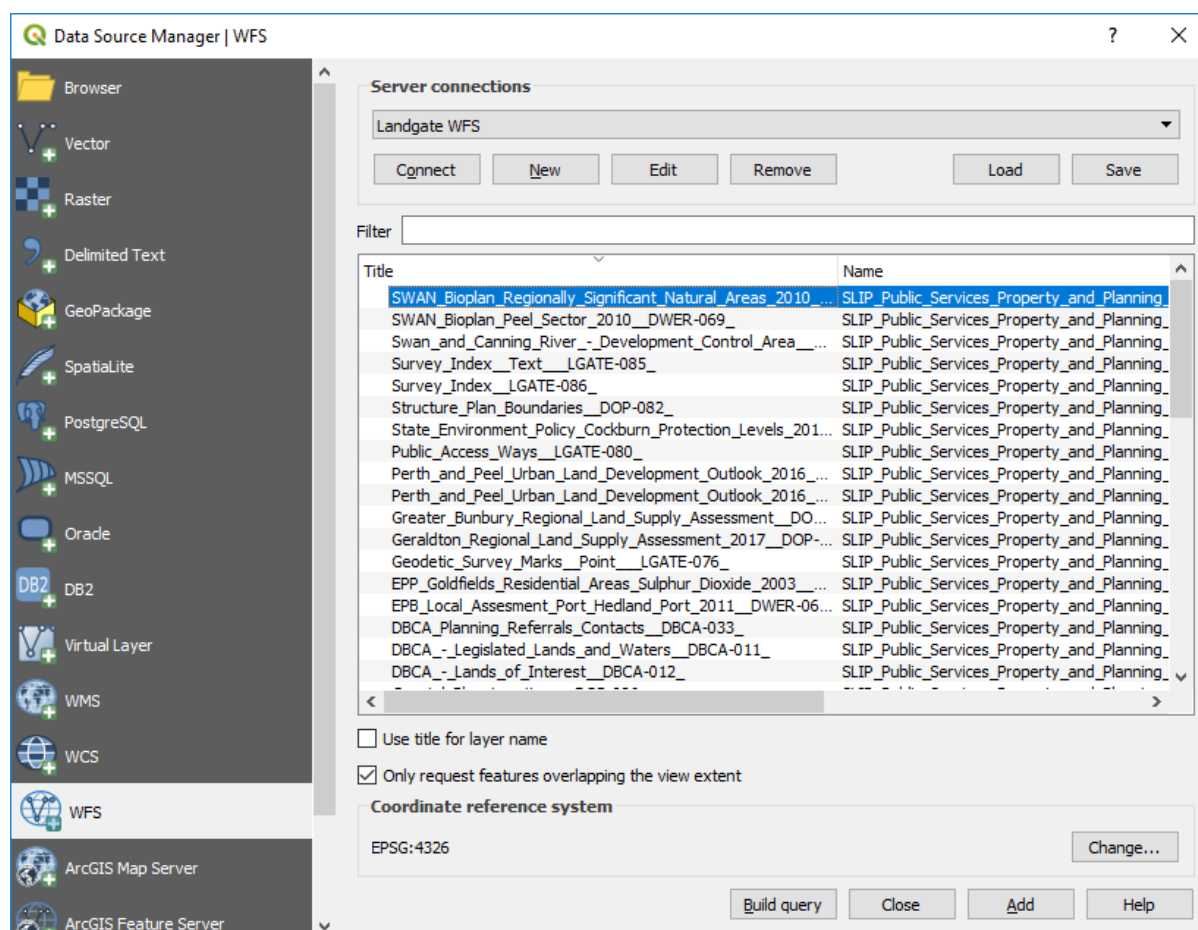 Data Source Manager | WFS
?
Browser
Vector
Raster
Delimited Text
GeoPackage
SpatiaLite
PostgreSQL
MSSQL
Oracle
DB2
DB2
Virtual Layer
WMS
WCS
WFS
ArcGIS Map Server
ArcGIS Feature Server
Server connections
Landgate WFS
Connect New Edit Remove Load Save
Filter
Title Name
SWAN_Bioplan_Regionally_Significant_Natural_Areas_2010_... SLIP_Public_Services_Property_and_Planning_
SWAN_Bioplan_Peel_Sector_2010__DWER-069_ SLIP_Public_Services_Property_and_Planning_
Swan_and_Canning_River_-_Development_Control_Area__... SLIP_Public_Services_Property_and_Planning_
Survey_Index__Text___LGATE-085_ SLIP_Public_Services_Property_and_Planning_
Survey_Index__LGATE-086_ SLIP_Public_Services_Property_and_Planning_
Structure_Plan_Boundaries__DOP-082_ SLIP_Public_Services_Property_and_Planning_
State_Environment_Policy_Cockburn_Protection_Levels_201... SLIP_Public_Services_Property_and_Planning_
Public_Access_Ways__LGATE-080_ SLIP_Public_Services_Property_and_Planning_
Perth_and_Peel_Urban_Land_Development_Outlook_2016_... SLIP_Public_Services_Property_and_Planning_
Perth_and_Peel_Urban_Land_Development_Outlook_2016_... SLIP_Public_Services_Property_and_Planning_
Greater_Bunbury_Regional_Land_Supply_Assessment__DO... SLIP_Public_Services_Property_and_Planning_
Geraldton_Regional_Land_Supply_Assessment_2017__DOP-... SLIP_Public_Services_Property_and_Planning_
Geodetic_Survey_Marks__Point___LGATE-076_ SLIP_Public_Services_Property_and_Planning_
EPP_Goldfields_Residential_Areas_Sulphur_Dioxide_2003__... SLIP_Public_Services_Property_and_Planning_
EPB_Local_Assesment_Port_Hedland_Port_2011__DWER-06... SLIP_Public_Services_Property_and_Planning_
DBCA_Planning_Referrals_Contacts__DBCA-033_ SLIP_Public_Services_Property_and_Planning_
DBCA_-_Legislated_Lands_and_Waters__DBCA-011_ SLIP_Public_Services_Property_and_Planning_
DBCA_-_Lands_of_Interest__DBCA-012_ SLIP_Public_Services_Property_and_Planning_
Use title for layer name
Only request features overlapping the view extent
Coordinate reference system
EPSG:4326 Change...
Build query Close Add Help